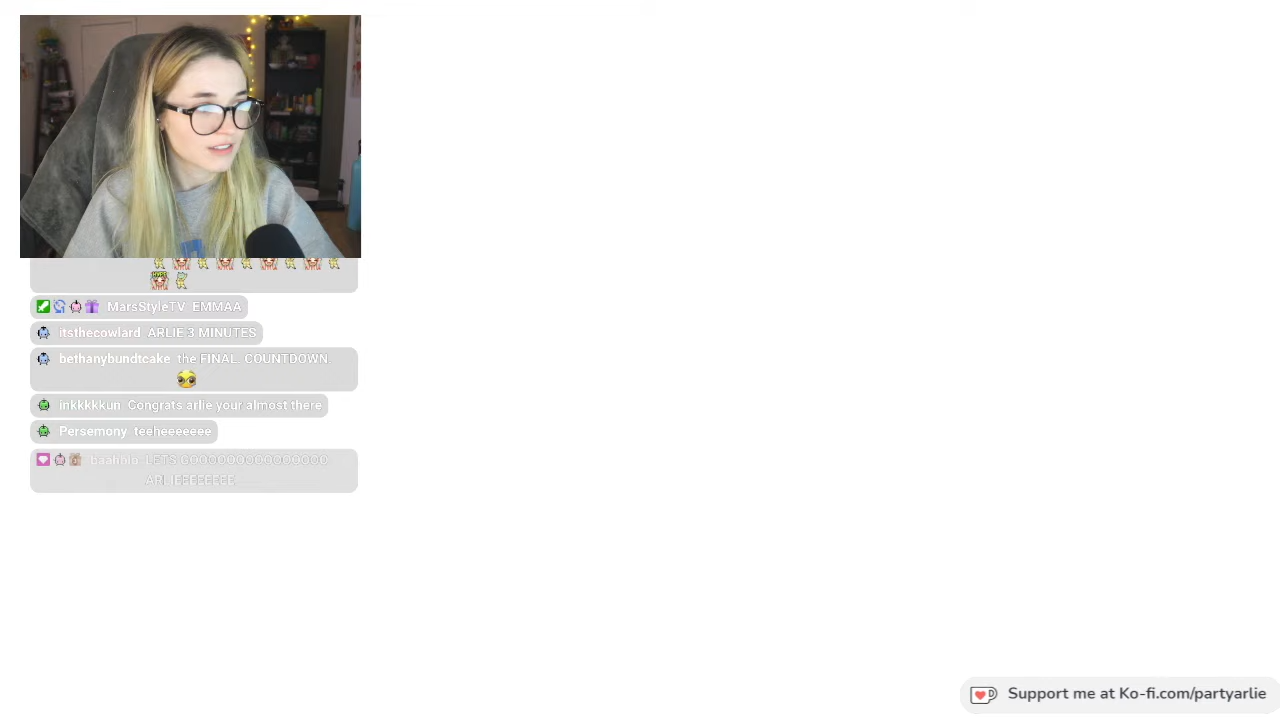 MarsStyleTV EMMAA
itsthecowlard ARLIE 3 MINUTES
bethanybundtcake the FINAL. COUNTDOWN.
inkkkkkun Congrats arlie your almost there
Persemony teeheeeeeee
ARLIEEEEEEE
Support me at Ko-fi.com/partyarlie